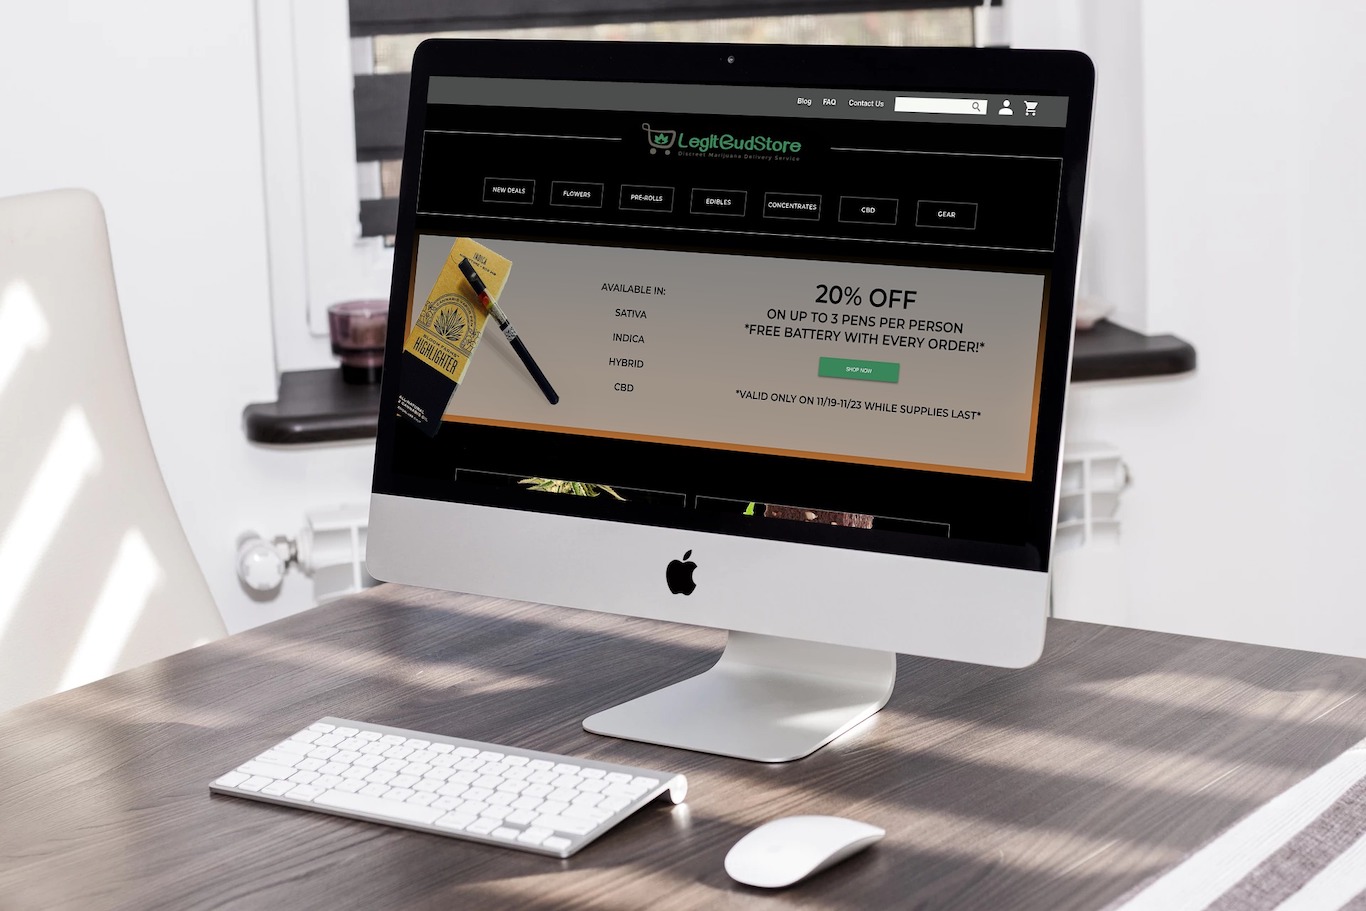 Blog FAQ Contact Us
LegitBudStore
Discreet Marijuana Delivery Service
NEW DEALS FLOWERS PRE-ROLLS EDIBLES CONCENTRATES CBD GEAR
INDICA
HIGHLIGHTER
AVAILABLE IN:
SATIVA
INDICA
HYBRID
CBD
20% OFF
ON UP TO 3 PENS PER PERSON
*FREE BATTERY WITH EVERY ORDER!*
SHOP NOW
*VALID ONLY ON 11/19-11/23 WHILE SUPPLIES LAST*